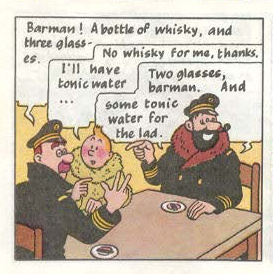 Barman! A bottle of whisky, and
three glass-
es.
No whisky for me, thanks.
I'll have
tonic water
...
Two glasses,
barman. And
some tonic
water for
the lad.